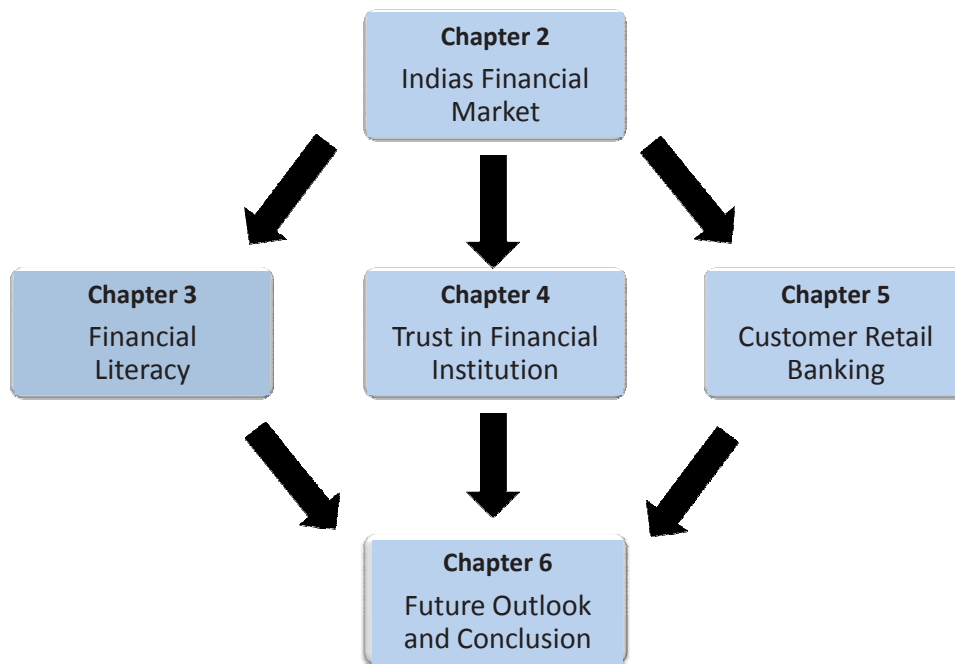 Chapter 2
Indias Financial
Market
Chapter 3
Financial
Literacy
Chapter 4
Trust in Financial
Institution
Chapter 5
Customer Retail
Banking
Chapter 6
Future Outlook
and Conclusion